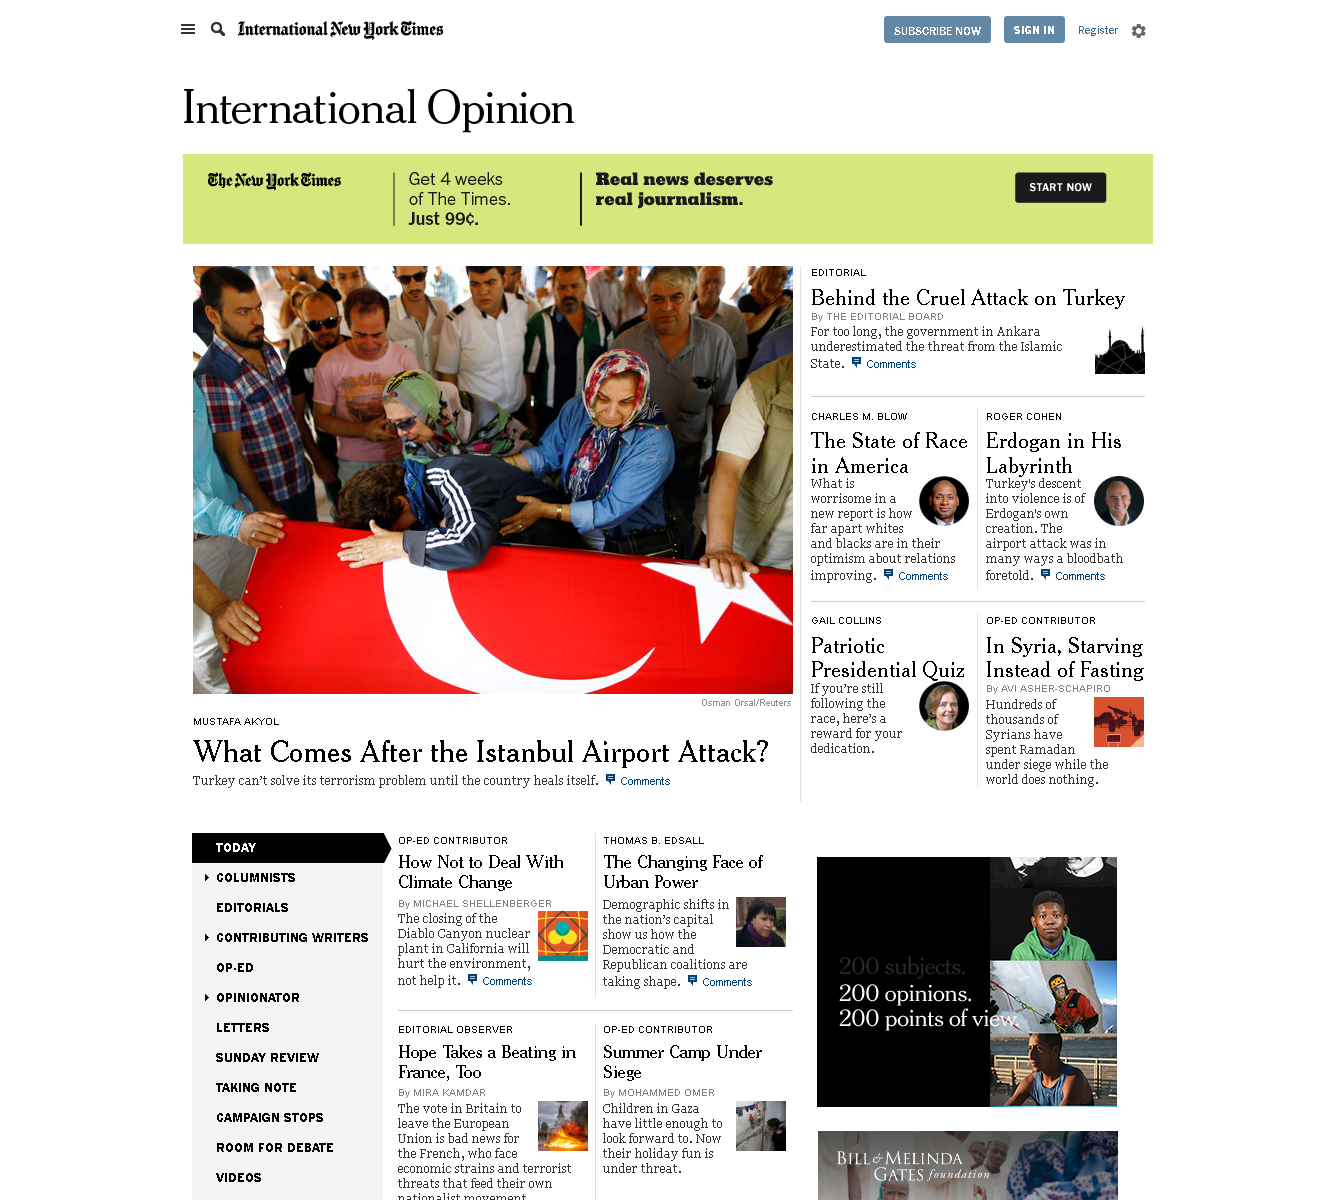 International New York Times
SUBSCRIBE NOW
SIGN IN
Register
International Opinion
The New York Times
Get 4 weeks
of The Times.
Just 99¢.
Real news deserves
real journalism.
START NOW
Osman Orsal/Reuters
MUSTAFA AKYOL
What Comes After the Istanbul Airport Attack?
Turkey can't solve its terrorism problem until the country heals itself. Comments
EDITORIAL
Behind the Cruel Attack on Turkey
By THE EDITORIAL BOARD
For too long, the government in Ankara
underestimated the threat from the Islamic
State. Comments
CHARLES M. BLOW
The State of Race
in America
What is
worrisome in a
new report is how
far apart whites
and blacks are in their
optimism about relations
improving. Comments
ROGER COHEN
Erdogan in His
Labyrinth
Turkey's descent
into violence is of
Erdogan's own
creation. The
airport attack was in
many ways a bloodbath
foretold. Comments
GAIL COLLINS
Patriotic
Presidential Quiz
If you're still
following the
race, here's a
reward for your
dedication.
OP-ED CONTRIBUTOR
In Syria, Starving
Instead of Fasting
By AVI ASHER-SCHAPIRO
Hundreds of
thousands of
Syrians have
spent Ramadan
under siege while the
world does nothing.
TODAY
COLUMNISTS
EDITORIALS
CONTRIBUTING WRITERS
OP-ED
OPINIONATOR
LETTERS
SUNDAY REVIEW
TAKING NOTE
CAMPAIGN STOPS
ROOM FOR DEBATE
VIDEOS
OP-ED CONTRIBUTOR
How Not to Deal With
Climate Change
By MICHAEL SHELLENBERGER
The closing of the
Diablo Canyon nuclear
plant in California will
hurt the environment,
not help it. Comments
THOMAS B. EDSALL
The Changing Face of
Urban Power
Demographic shifts in
the nation's capital
show us how the
Democratic and
Republican coalitions are
taking shape. Comments
EDITORIAL OBSERVER
Hope Takes a Beating in
France, Too
By MIRA KAMDAR
The vote in Britain to
leave the European
Union is bad news for
the French, who face
economic strains and terrorist
threats that feed their own
nationalist movement
OP-ED CONTRIBUTOR
Summer Camp Under
Siege
By MOHAMMED OMER
Children in Gaza
have little enough to
look forward to. Now
their holiday fun is
under threat.
200 subjects.
200 opinions.
200 points of view.
BILL & MELINDA
GATES foundation